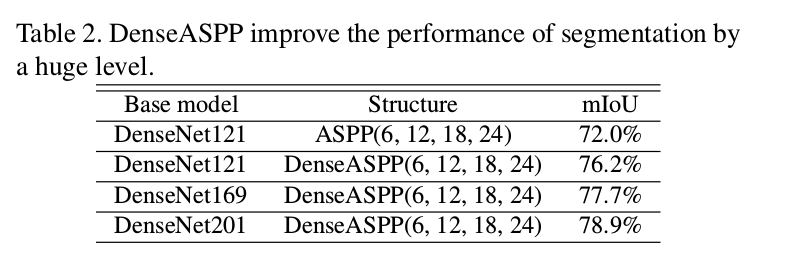 Table 2. DenseASPP improve the performance of segmentation by
a huge level.
Base model Structure mIoU
DenseNet121 ASPP(6, 12, 18, 24) 72.0%
DenseNet121 DenseASPP(6, 12, 18, 24) 76.2%
DenseNet169 DenseASPP(6, 12, 18, 24) 77.7%
DenseNet201 DenseASPP(6, 12, 18, 24) 78.9%